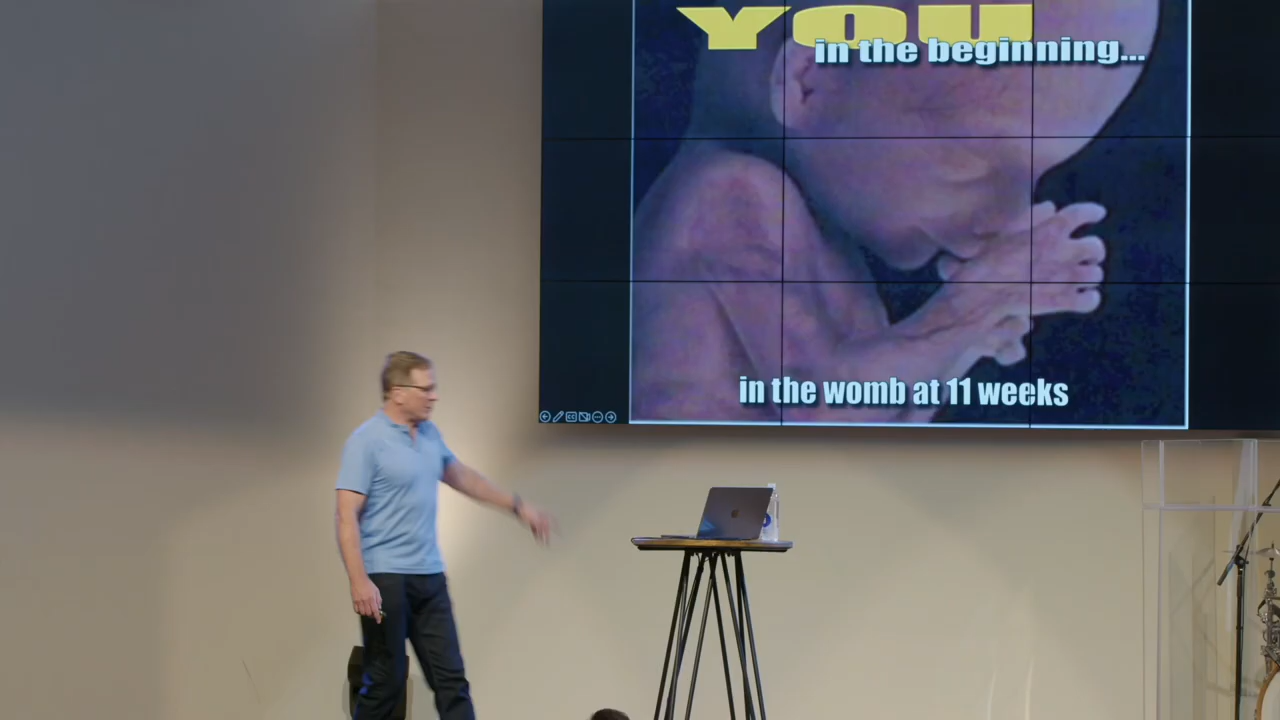 YOU
in the beginning...
in the womb at 11 weeks